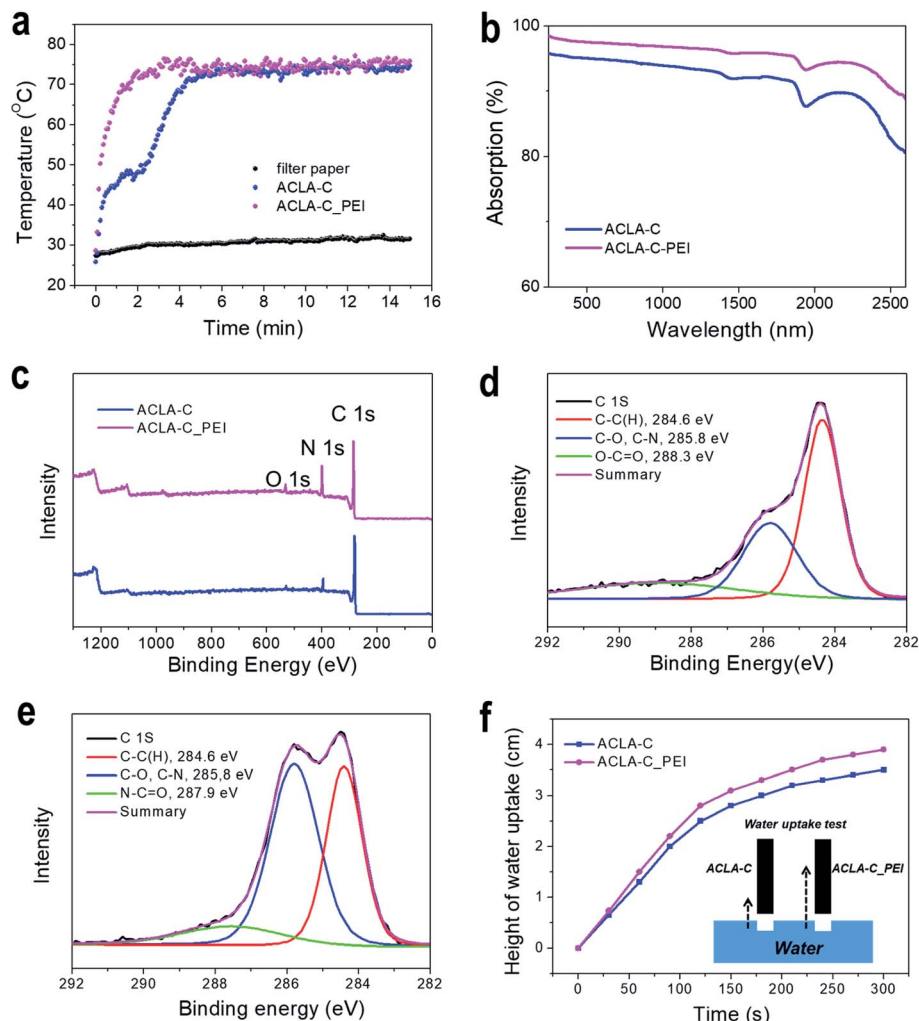 a
80
70
60
50
40
30
20
Temperature (°C)
filter paper
ACLA-C
ACLA-C_PEI
0 2 4 6 8 10 12 14 16
Time (min)
b
100
80
60
Absorption (%)
ACLA-C
ACLA-C-PEI
500 1000 1500 2000 2500
Wavelength (nm)
c
ACLA-C
ACLA-C_PEI
C 1s
N 1s
O 1s
Intensity
1200 1000 800 600 400 200 0
Binding Energy (eV)
d
C 1S
C-C(H), 284.6 eV
C-O, C-N, 285.8 eV
O-C=O, 288.3 eV
Summary
Intensity
292 290 288 286 284 282
Binding Energy(eV)
e
C 1S
C-C(H), 284.6 eV
C-O, C-N, 285,8 eV
N-C=O, 287.9 eV
Summary
Intensity
292 290 288 286 284 282
Binding energy (eV)
f
ACLA-C
ACLA-C_PEI
4
3
2
1
0
Height of water uptake (cm)
Water uptake test
ACLA-C
ACLA-C_PEI
Water
0 50 100 150 200 250 300
Time (s)